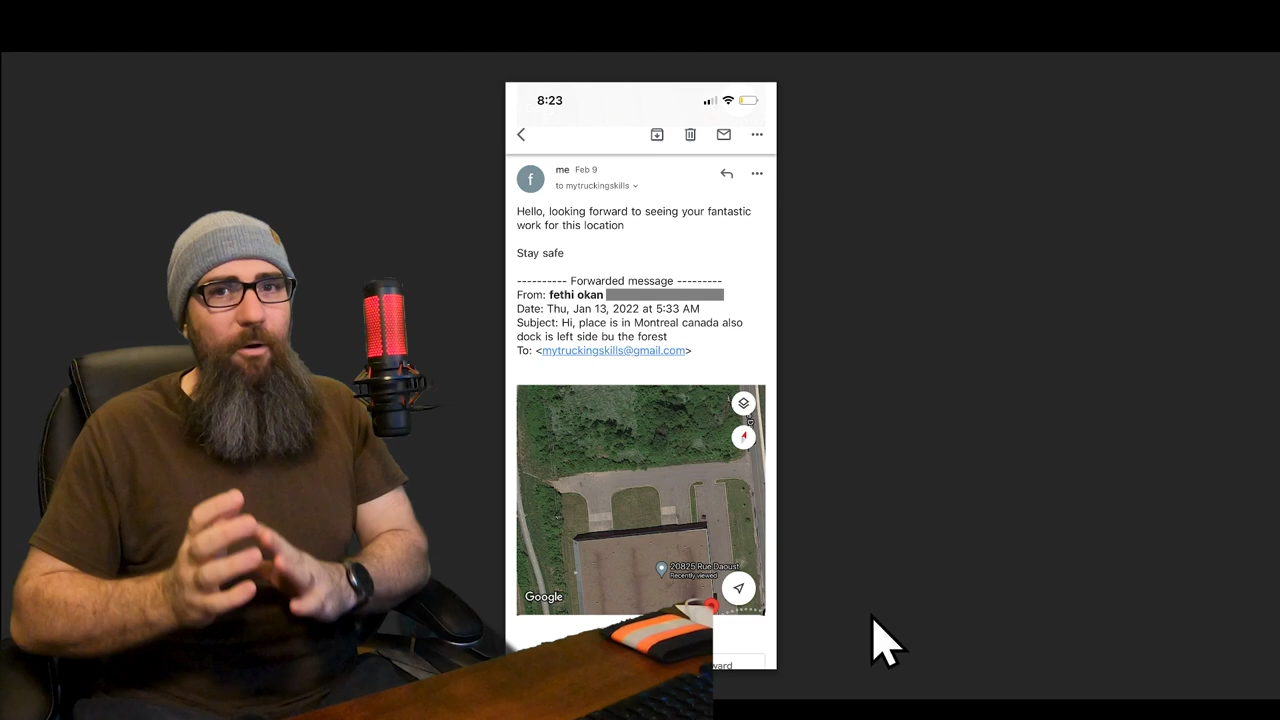 8:23
f
me Feb 9
to mytruckingskills
Hello, looking forward to seeing your fantastic
work for this location
Stay safe
---------- Forwarded message ---------
From: fethi okan
Date: Thu, Jan 13, 2022 at 5:33 AM
Subject: Hi, place is in Montreal canada also
dock is left side bu the forest
To: <mytruckingskills@gmail.com>
20825 Rue Daoust
Recently viewed
Google
ward